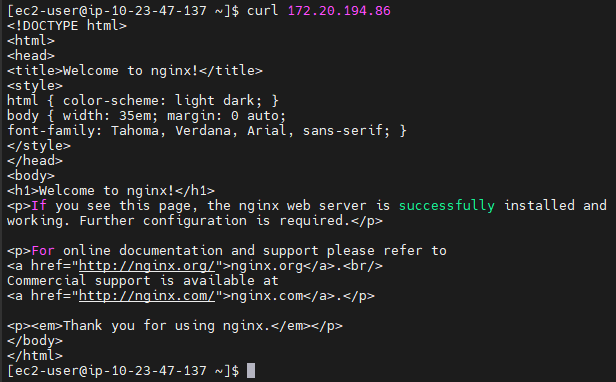 [ec2-user@ip-10-23-47-137 ~]$ curl 172.20.194.86
<!DOCTYPE html>
<html>
<head>
<title>Welcome to nginx!</title>
<style>
html { color-scheme: light dark; }
body { width: 35em; margin: 0 auto;
font-family: Tahoma, Verdana, Arial, sans-serif; }
</style>
</head>
<body>
<h1>Welcome to nginx!</h1>
<p>If you see this page, the nginx web server is successfully installed and
working. Further configuration is required.</p>

<p>For online documentation and support please refer to
<a href="http://nginx.org/">nginx.org</a>.<br/>
Commercial support is available at
<a href="http://nginx.com/">nginx.com</a>.</p>

<p><em>Thank you for using nginx.</em></p>
</body>
</html>
[ec2-user@ip-10-23-47-137 ~]$